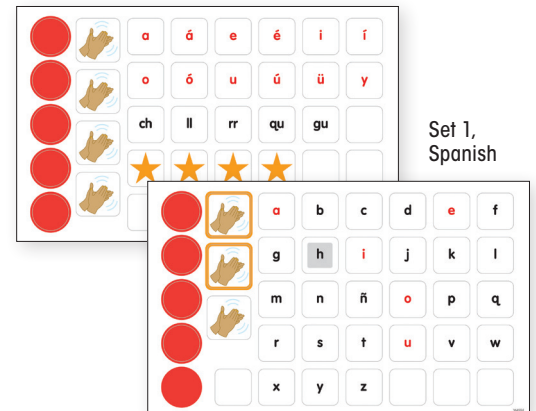 a á e é i í
o ó u ú ü y
ch ll rr qu gu
Set 1,
Spanish
a b c d e f
g h i j k l
m n ñ o p q
r s t u v w
x y z